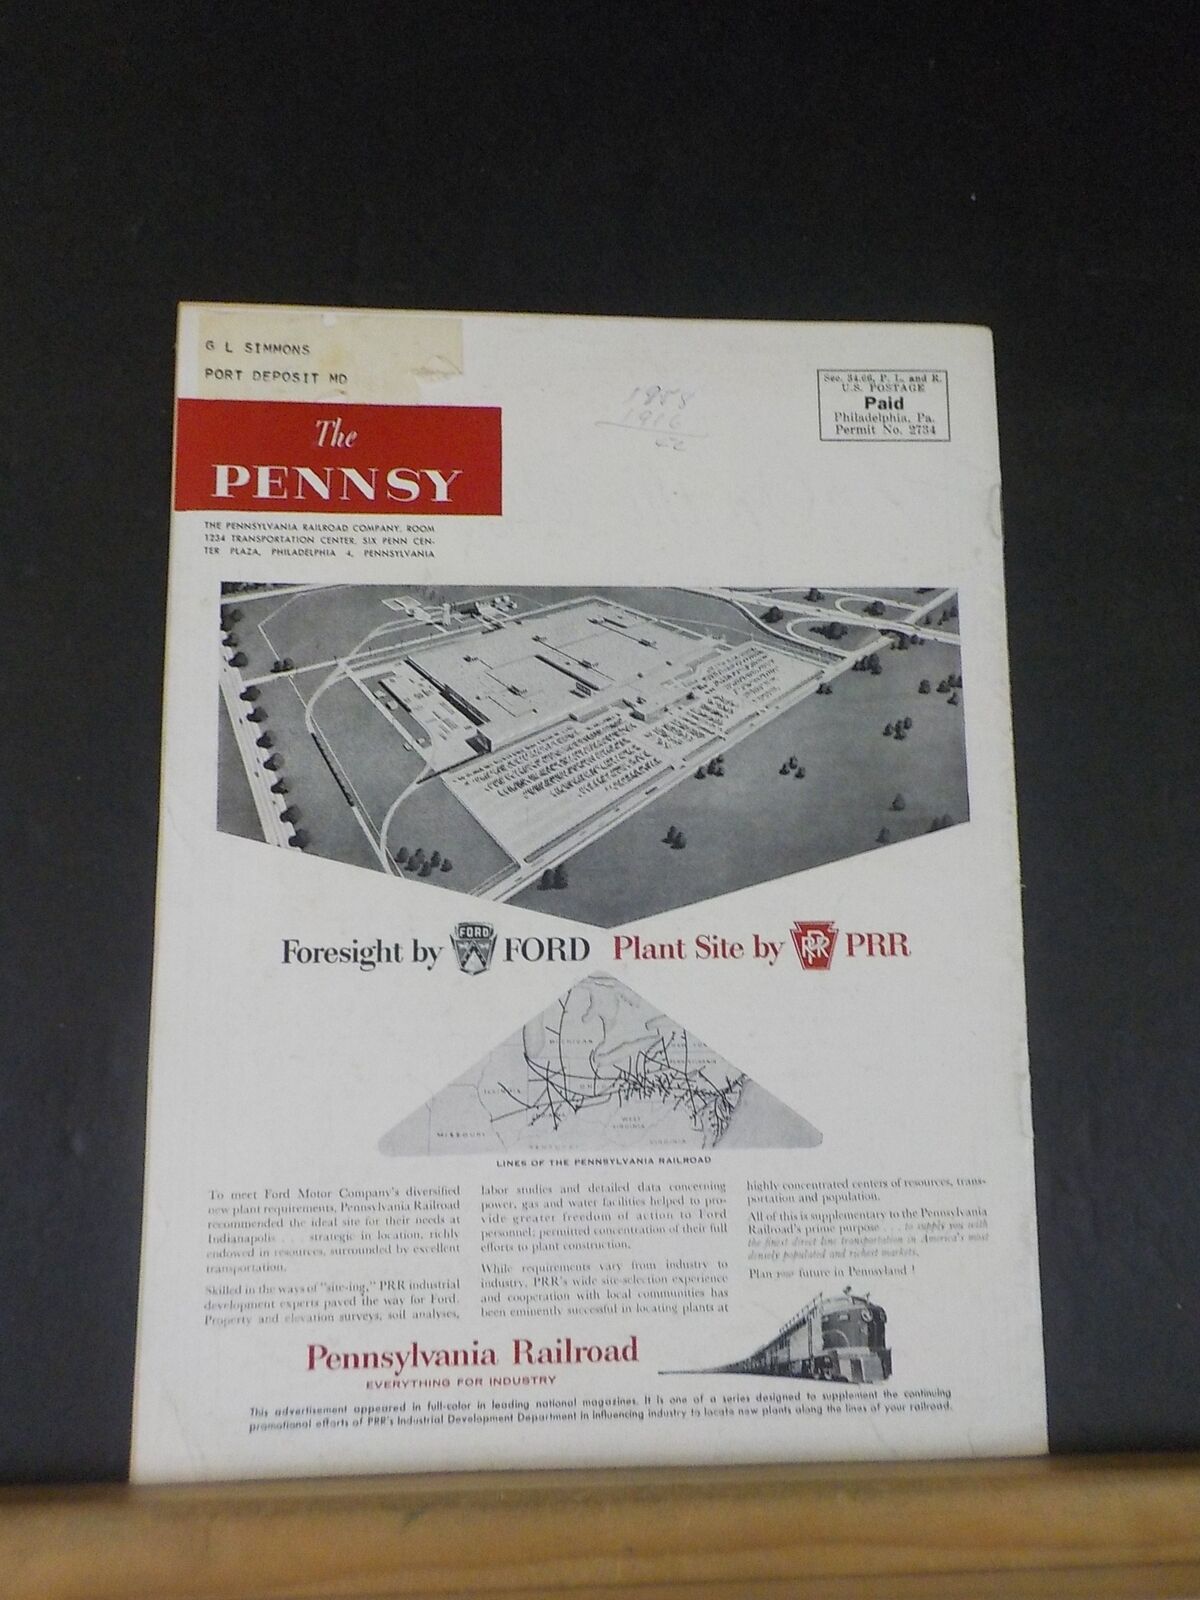 G L SIMMONS
PORT DEPOSIT MD
The
PENNSY
THE PENNSYLVANIA RAILROAD COMPANY, ROOM
1234 TRANSPORTATION CENTER, SIX PENN CEN-
TER PLAZA, PHILADELPHIA 4, PENNSYLVANIA
1958
1916
Sec. 34.66, P. L. and R.
U.S. POSTAGE
Paid
Philadelphia, Pa.
Permit No. 2734
Foresight by FORD FORD Plant Site by PRR PRR
MICHIGAN
ILLINOIS
OHIO
MISSOURI
WEST
VIRGINIA
VIRGINIA
LINES OF THE PENNSYLVANIA RAILROAD
To meet Ford Motor Company's diversified
new plant requirements, Pennsylvania Railroad
recommended the ideal site for their needs at
Indianapolis . . . strategic in location, richly
endowed in resources, surrounded by excellent
transportation.
Skilled in the ways of "site-ing," PRR industrial
development experts paved the way for Ford.
Property and elevation surveys, soil analyses,
labor studies and detailed data concerning
power, gas and water facilities helped to pro-
vide greater freedom of action to Ford
personnel; permitted concentration of their full
efforts to plant construction.
While requirements vary from industry to
industry, PRR's wide site-selection experience
and cooperation with local communities has
been eminently successful in locating plants at
highly concentrated centers of resources, trans-
portation and population.
All of this is supplementary to the Pennsylvania
Railroad's prime purpose . . . to supply you with
the finest direct line transportation in America's most
densely populated and richest markets.
Plan your future in Pennsyland !
Pennsylvania Railroad
EVERYTHING FOR INDUSTRY
This advertisement appeared in full-color in leading national magazines. It is one of a series designed to supplement the continuing
promotional efforts of PRR's Industrial Development Department in influencing industry to locate new plants along the lines of your railroad.